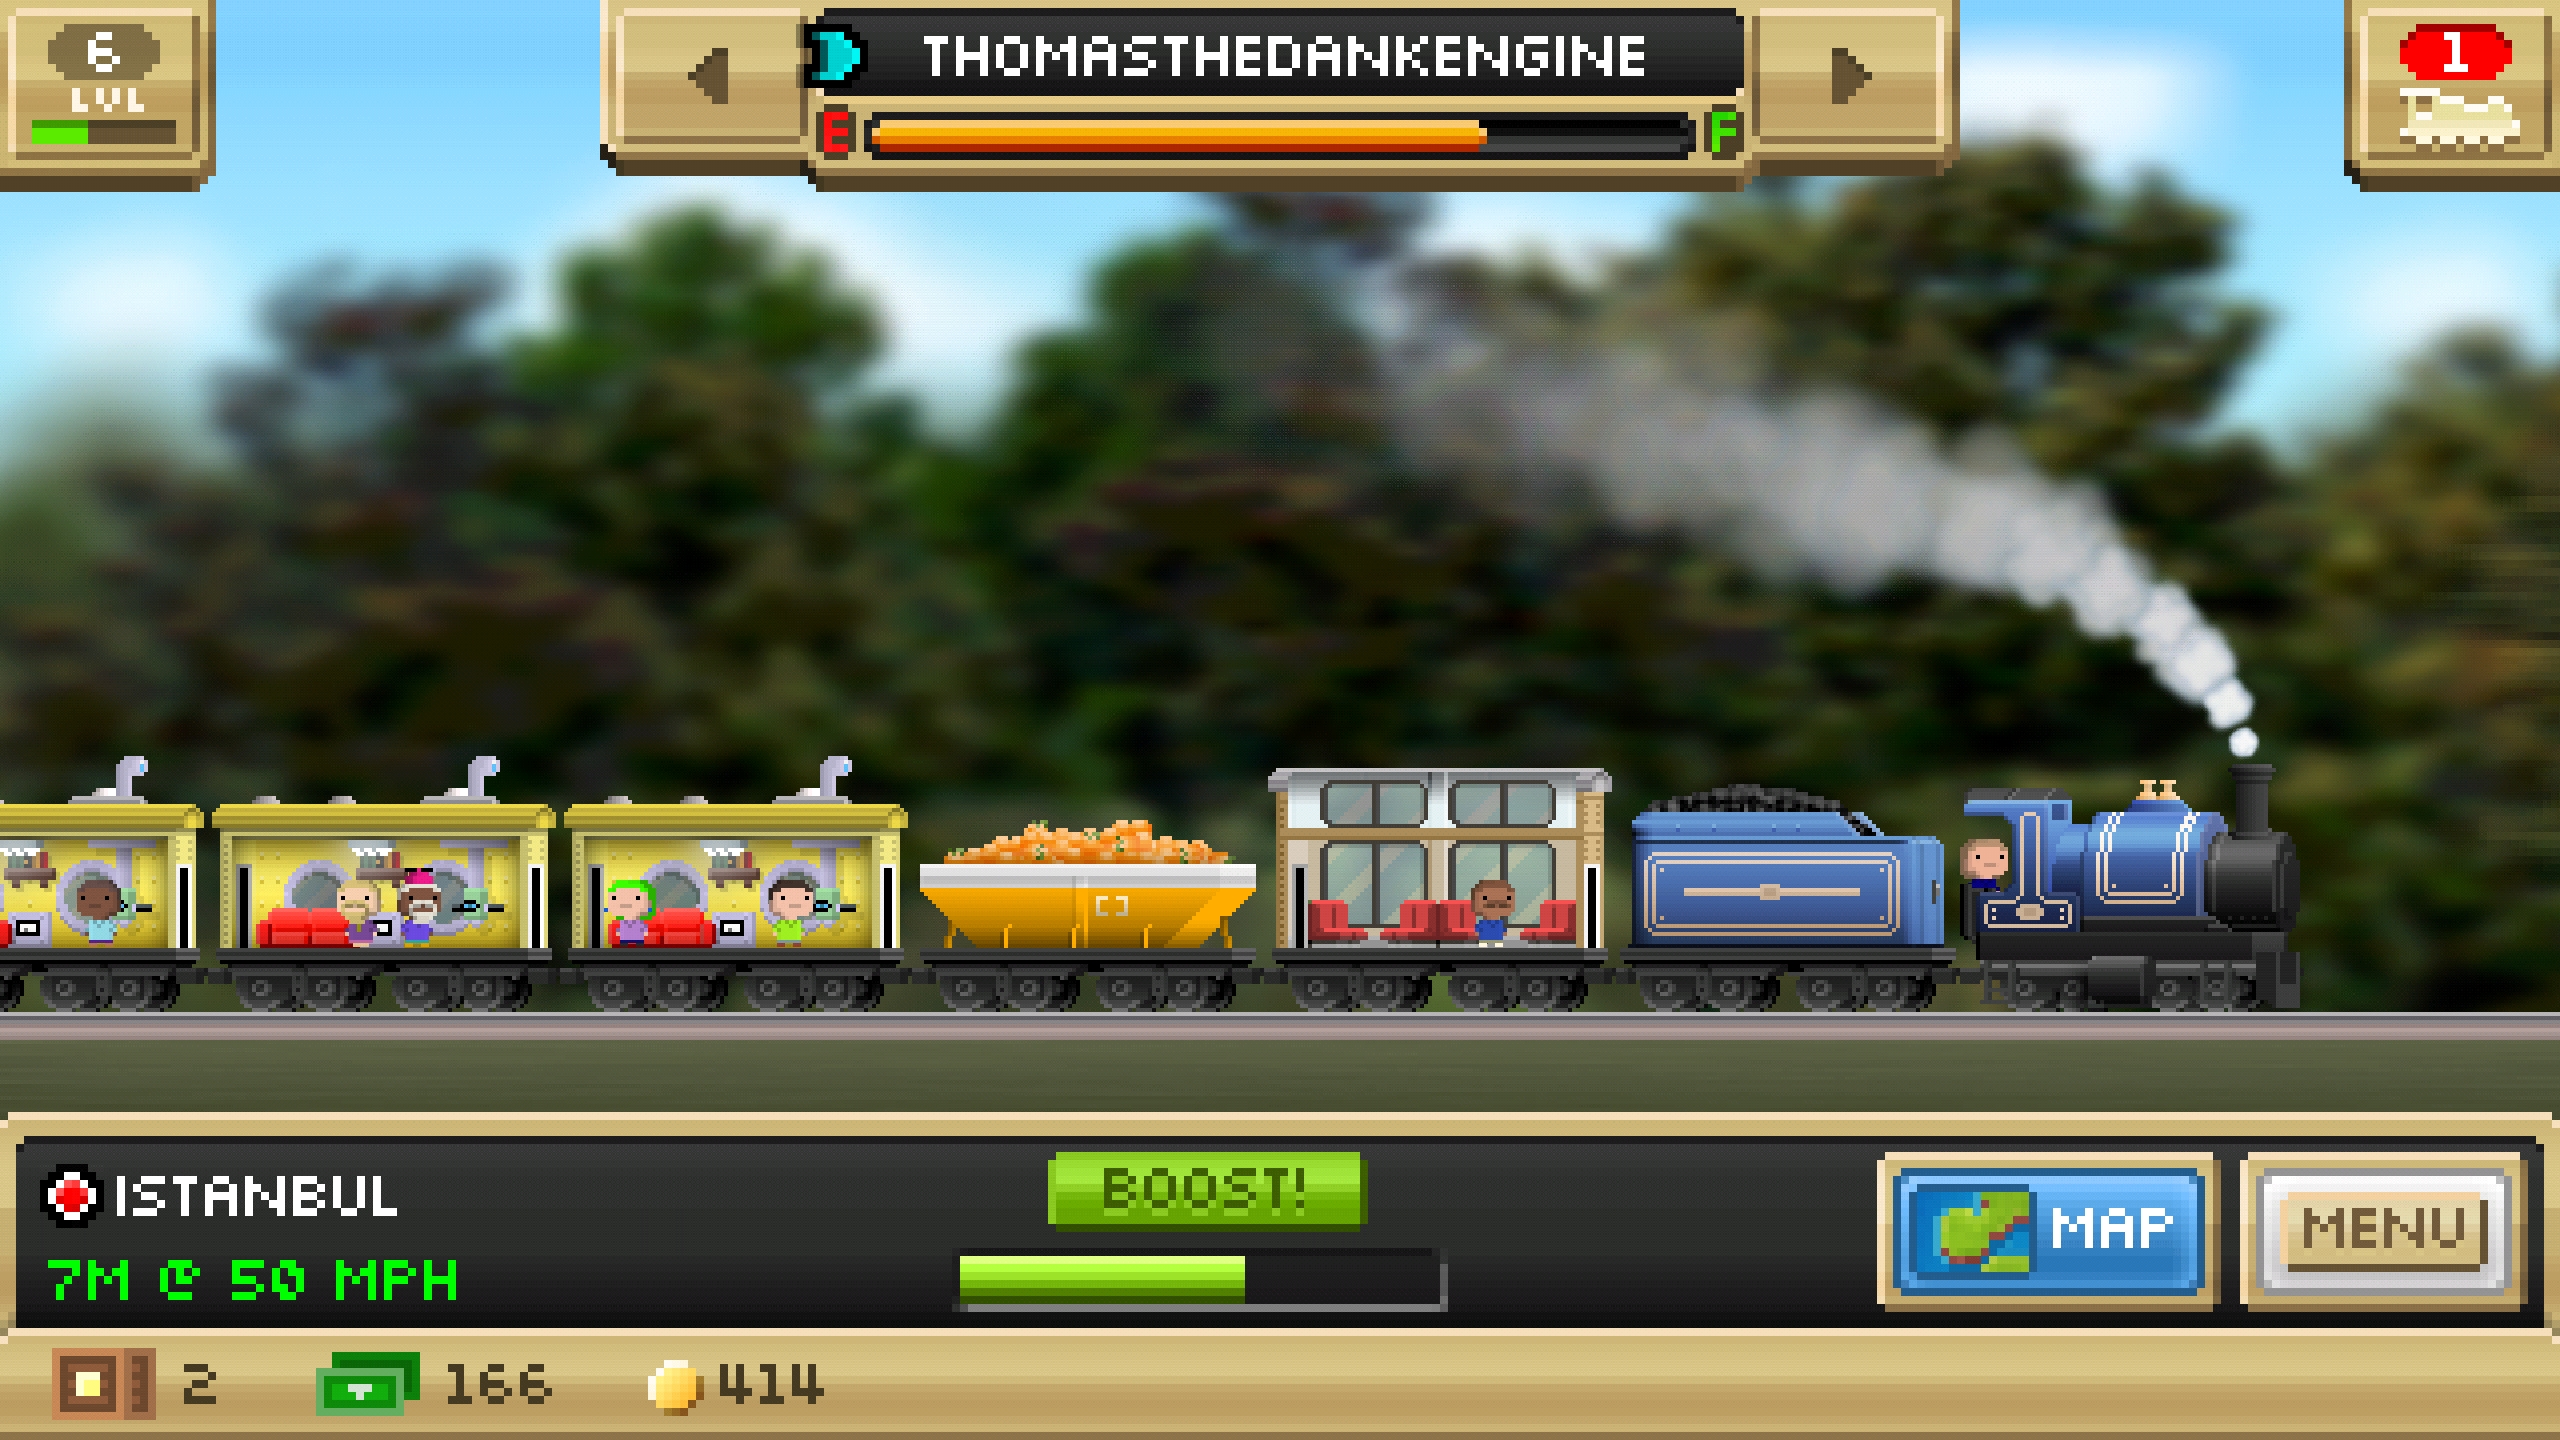 6
LVL
THOMASTHEDANKENGINE
E F
1
ISTANBUL
7M @ 50 MPH
BOOST!
MAP
MENU
2 166 414